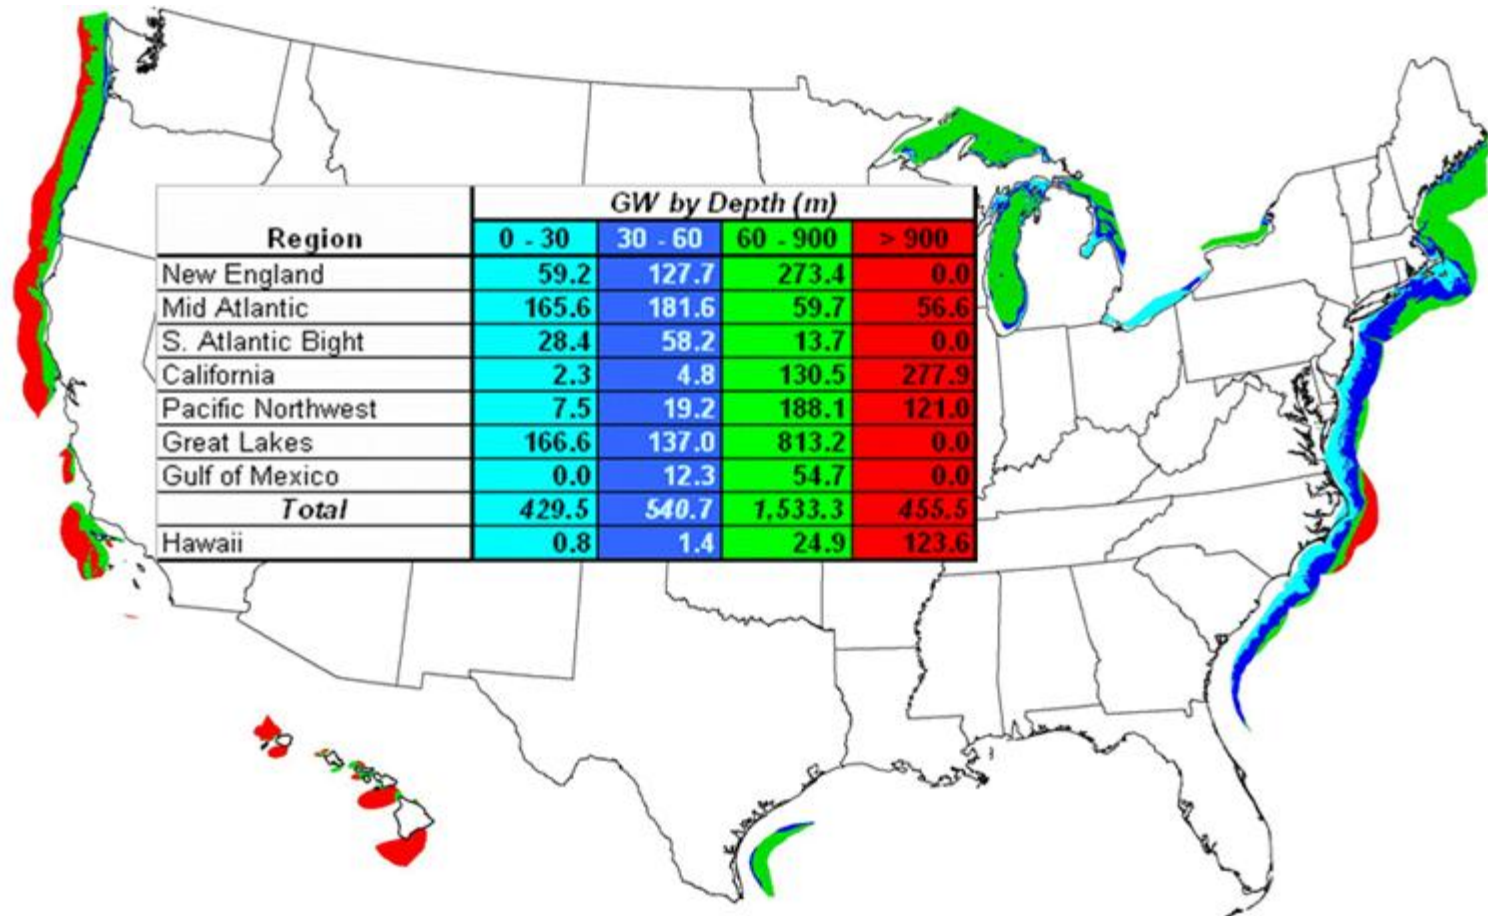 GW by Depth (m)
Region 0 - 30 30 - 60 60 - 900 > 900
New England 59.2 127.7 273.4 0.0
Mid Atlantic 165.6 181.6 59.7 56.6
S. Atlantic Bight 28.4 58.2 13.7 0.0
California 2.3 4.8 130.5 277.9
Pacific Northwest 7.5 19.2 188.1 121.0
Great Lakes 166.6 137.0 813.2 0.0
Gulf of Mexico 0.0 12.3 54.7 0.0
Total 429.5 540.7 1,533.3 455.5
Hawaii 0.8 1.4 24.9 123.6